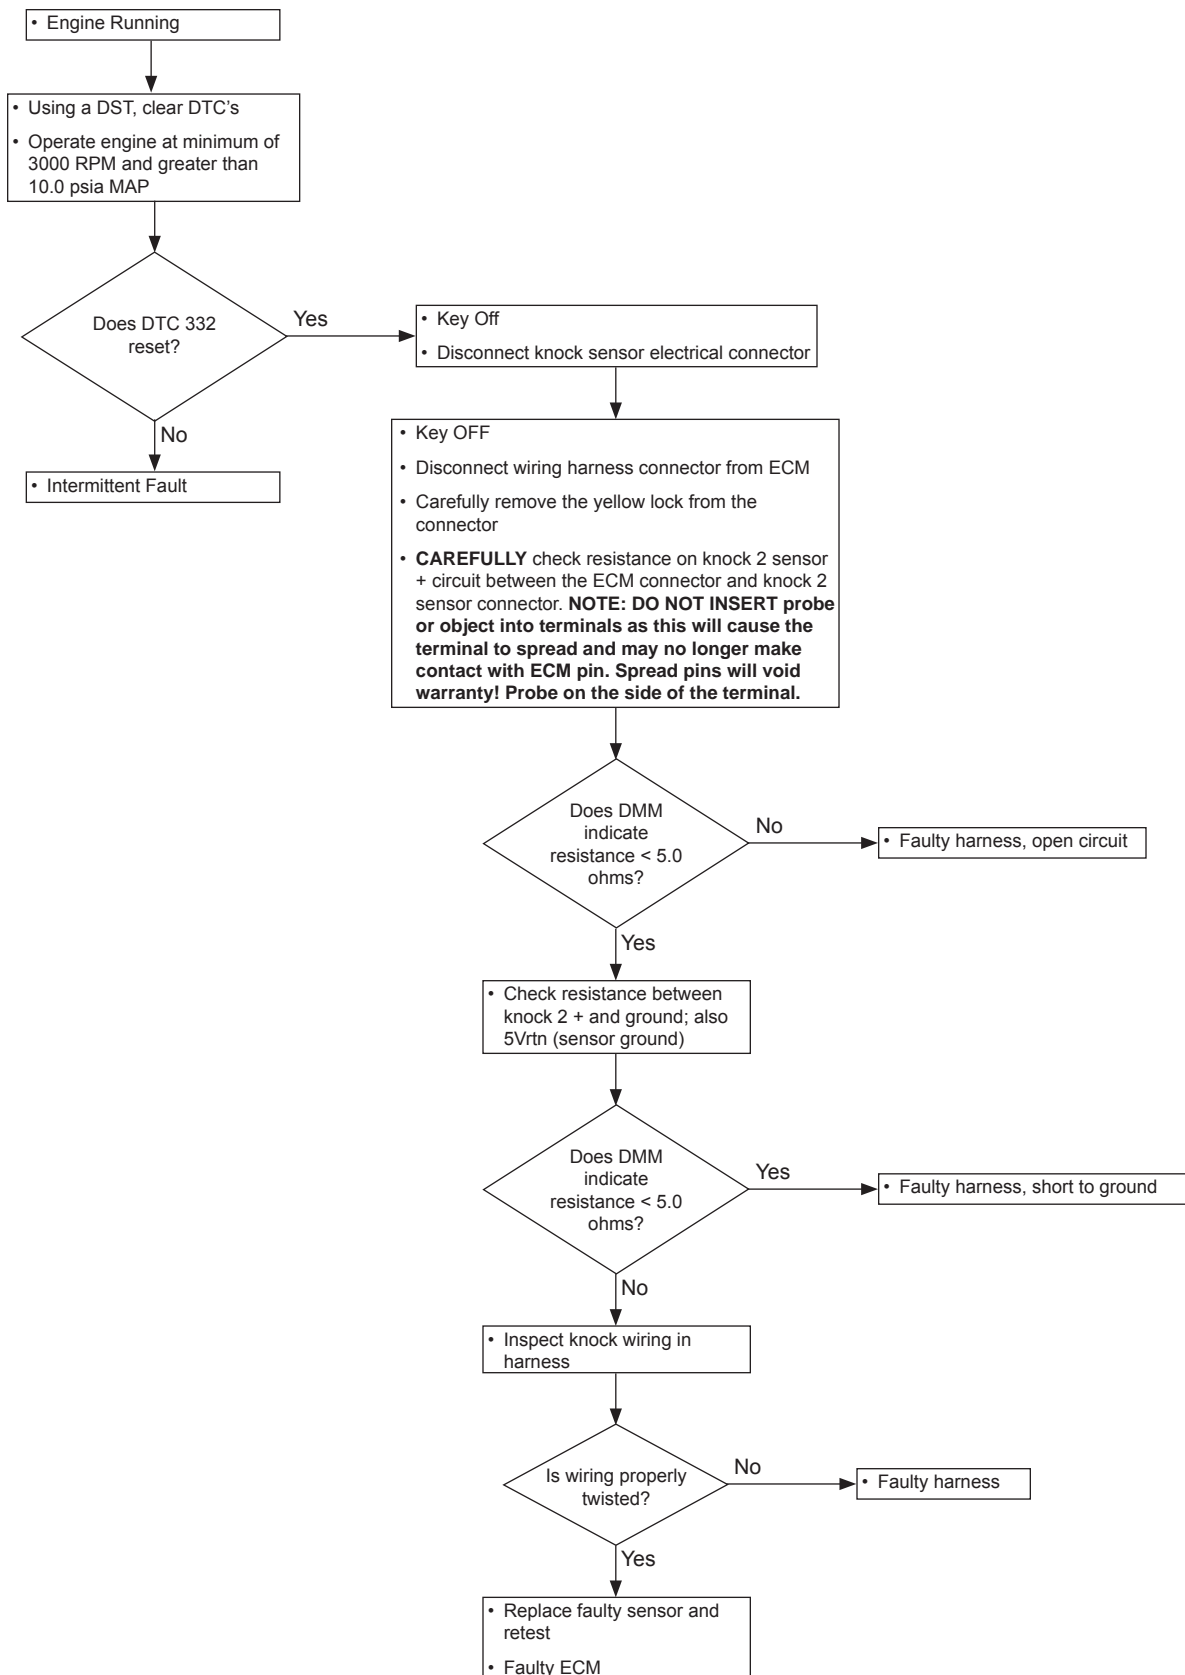 • Engine Running
• Using a DST, clear DTC's
• Operate engine at minimum of
3000 RPM and greater than
10.0 psia MAP
Does DTC 332
reset?
Yes
• Key Off
• Disconnect knock sensor electrical connector
No
• Intermittent Fault
• Key OFF
• Disconnect wiring harness connector from ECM
• Carefully remove the yellow lock from the
connector
• CAREFULLY check resistance on knock 2 sensor
+ circuit between the ECM connector and knock 2
sensor connector. NOTE: DO NOT INSERT probe
or object into terminals as this will cause the
terminal to spread and may no longer make
contact with ECM pin. Spread pins will void
warranty! Probe on the side of the terminal.
Does DMM
indicate
resistance < 5.0
ohms?
No
• Faulty harness, open circuit
Yes
• Check resistance between
knock 2 + and ground; also
5Vrtn (sensor ground)
Does DMM
indicate
resistance < 5.0
ohms?
Yes
• Faulty harness, short to ground
No
• Inspect knock wiring in
harness
Is wiring properly
twisted?
No
• Faulty harness
Yes
• Replace faulty sensor and
retest
• Faulty ECM